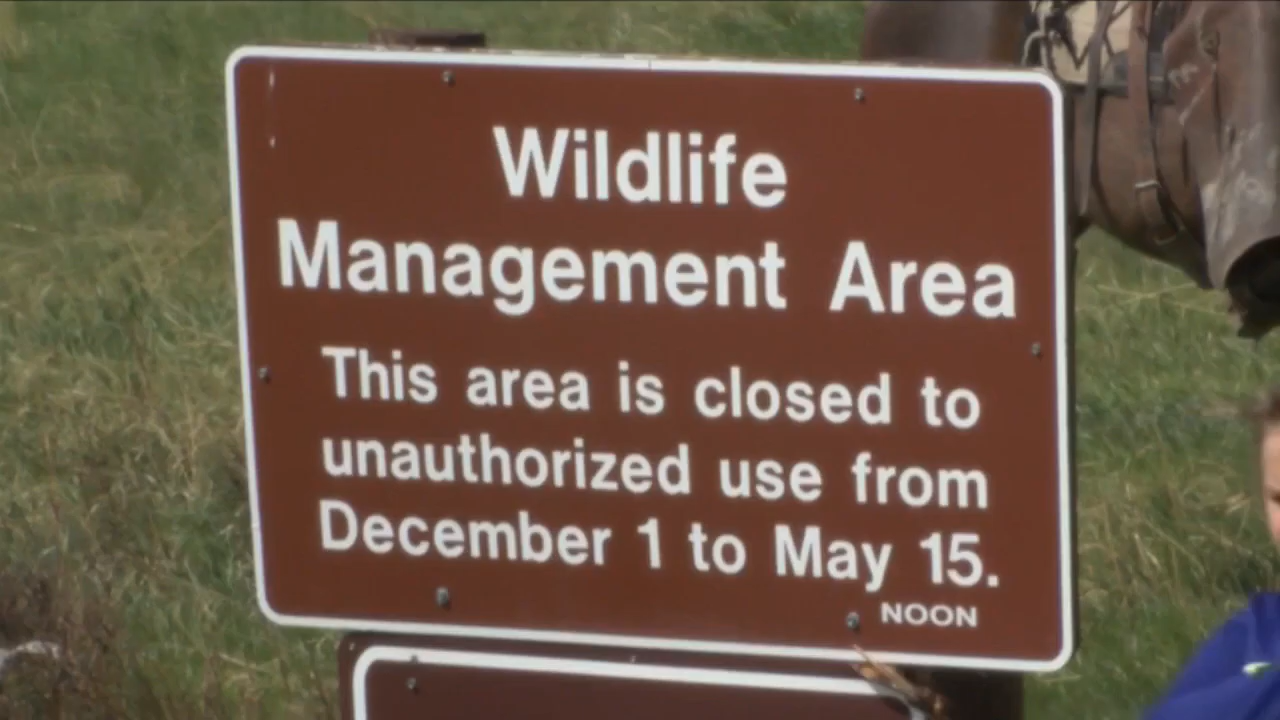 Wildlife
Management Area
This area is closed to
unauthorized use from
December 1 to May 15.
NOON